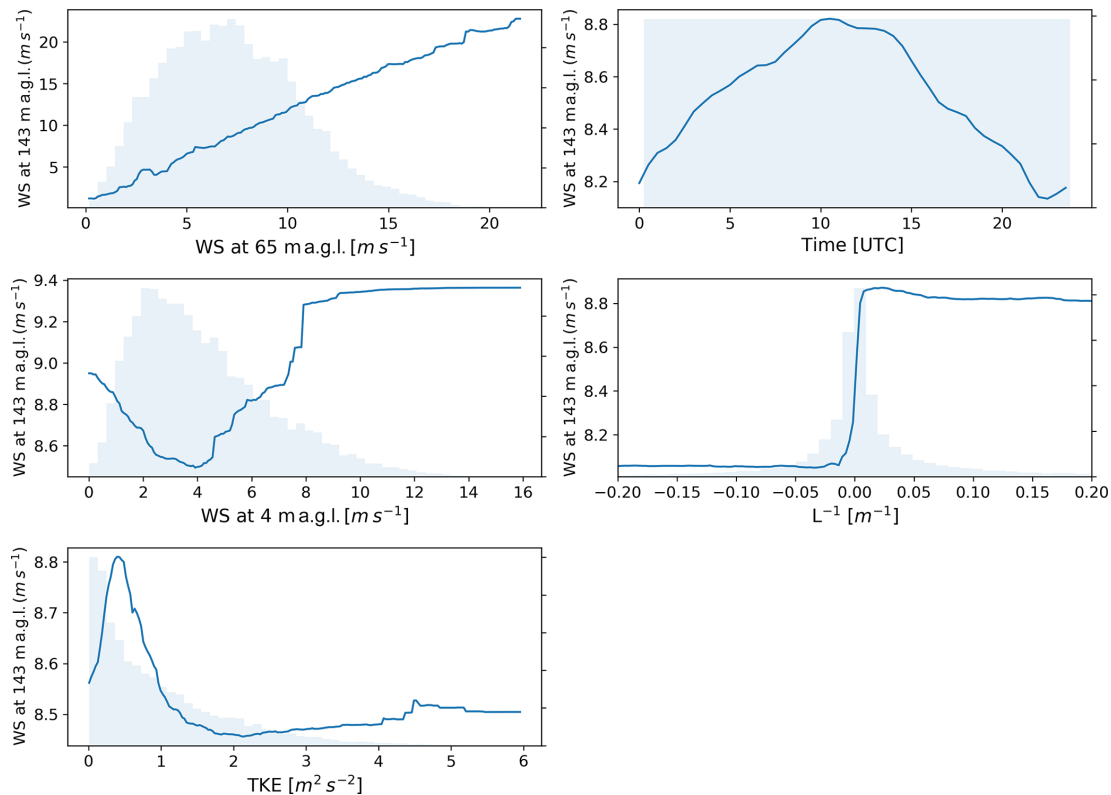 WS at 143 m a.g.l. (m s⁻¹)
20
15
10
5
0 5 10 15 20
WS at 65 m a.g.l. [m s⁻¹]
WS at 143 m a.g.l. (m s⁻¹)
8.8
8.6
8.4
8.2
0 5 10 15 20
Time [UTC]
WS at 143 m a.g.l. (m s⁻¹)
9.4
9.2
9.0
8.8
8.6
0 2 4 6 8 10 12 14 16
WS at 4 m a.g.l. [m s⁻¹]
WS at 143 m a.g.l. (m s⁻¹)
8.8
8.6
8.4
8.2
−0.20 −0.15 −0.10 −0.05 0.00 0.05 0.10 0.15 0.20
L⁻¹ [m⁻¹]
WS at 143 m a.g.l. (m s⁻¹)
8.8
8.7
8.6
8.5
0 1 2 3 4 5 6
TKE [m² s⁻²]